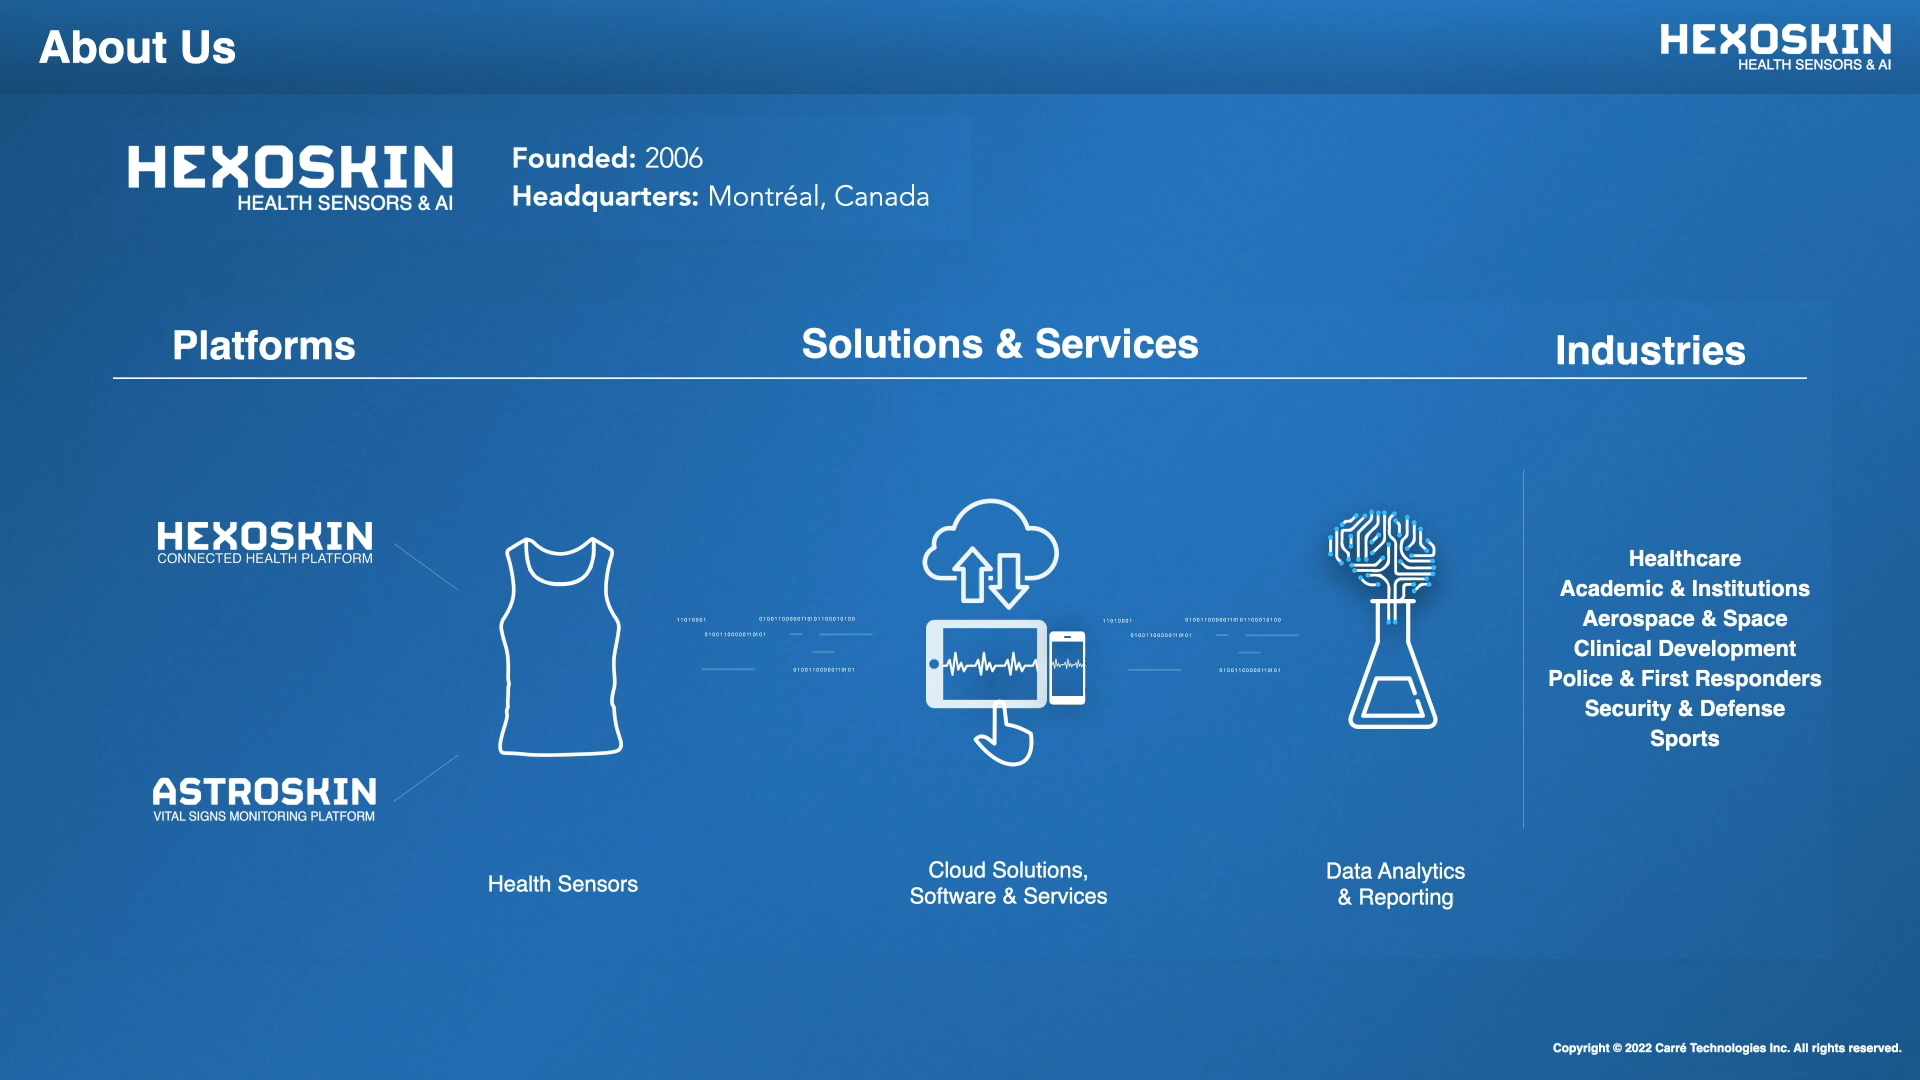 About Us
HEXOSKIN
HEALTH SENSORS & AI
HEXOSKIN
HEALTH SENSORS & AI
Founded: 2006
Headquarters: Montréal, Canada
Platforms
Solutions & Services
Industries
HEXOSKIN
CONNECTED HEALTH PLATFORM
ASTROSKIN
VITAL SIGNS MONITORING PLATFORM
Health Sensors
11010001
Cloud Solutions,
Software & Services
11010001
Data Analytics
& Reporting
Healthcare
Academic & Institutions
Aerospace & Space
Clinical Development
Police & First Responders
Security & Defense
Sports
Copyright © 2022 Carré Technologies Inc. All rights reserved.